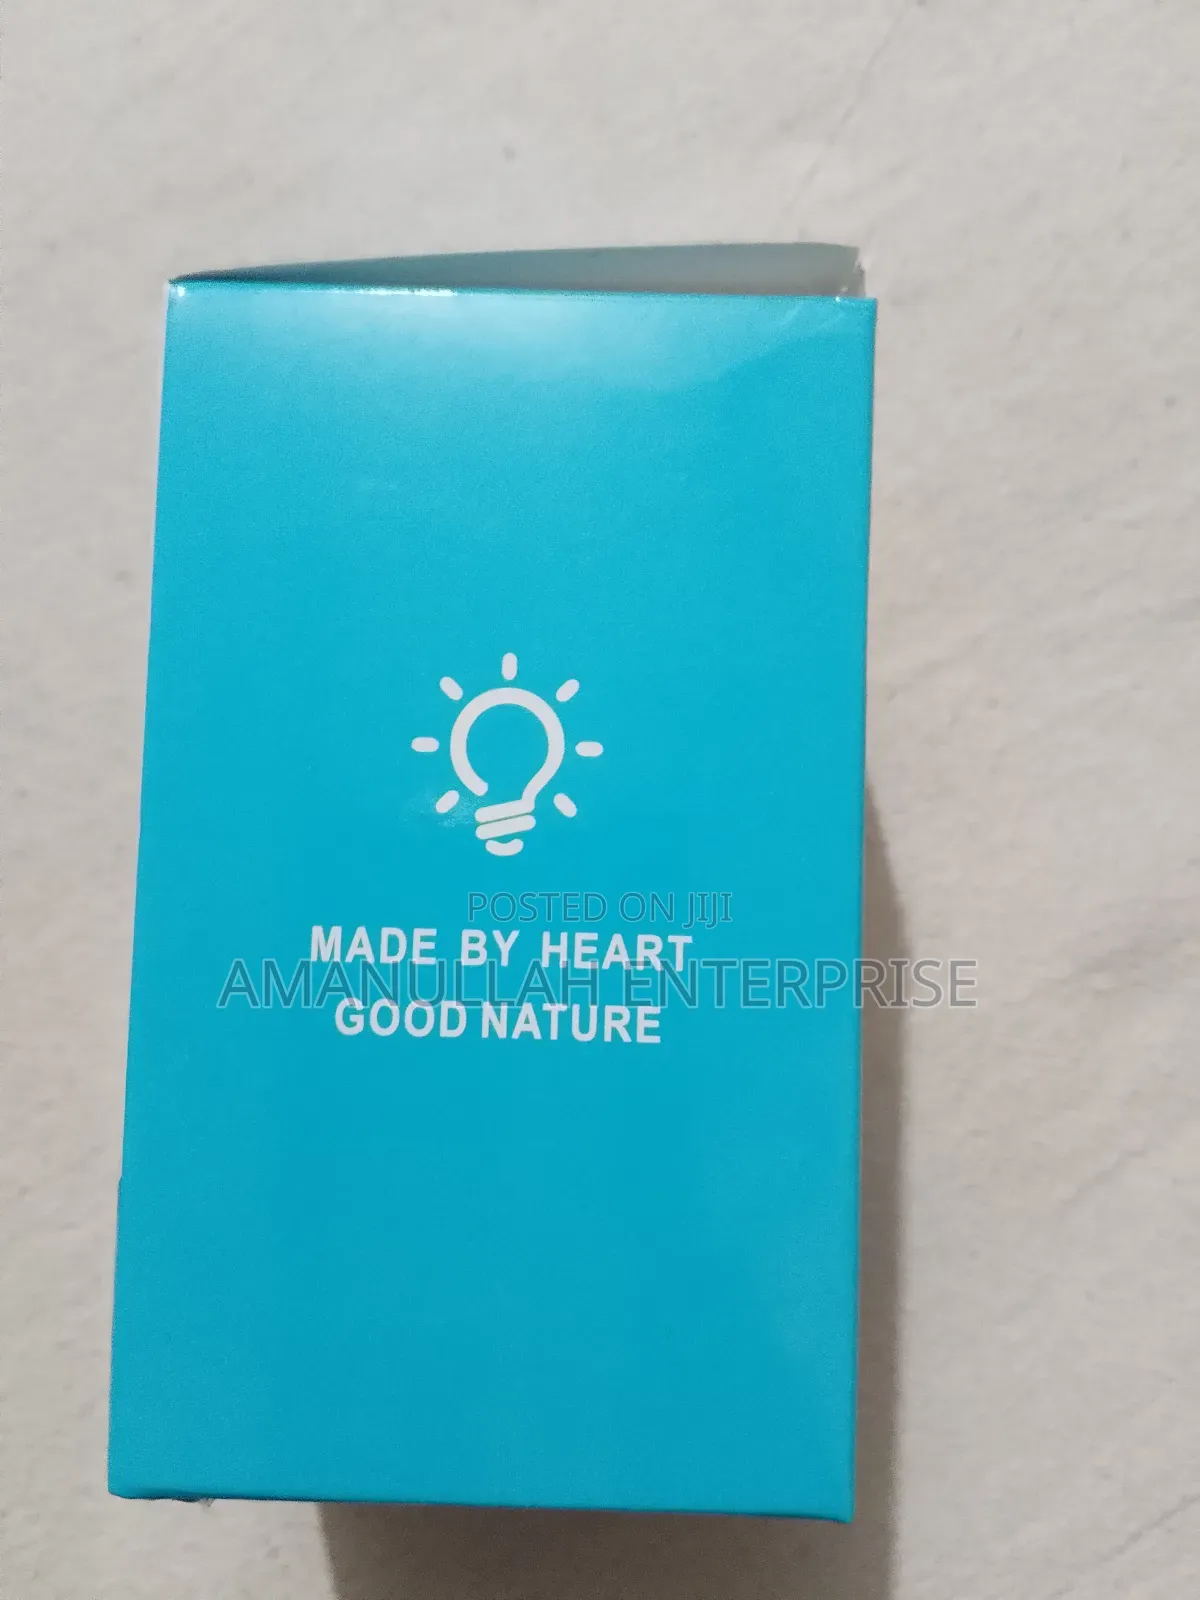 POSTED ON JIJI
MADE BY HEART
AMANULLAH ENTERPRISE
GOOD NATURE